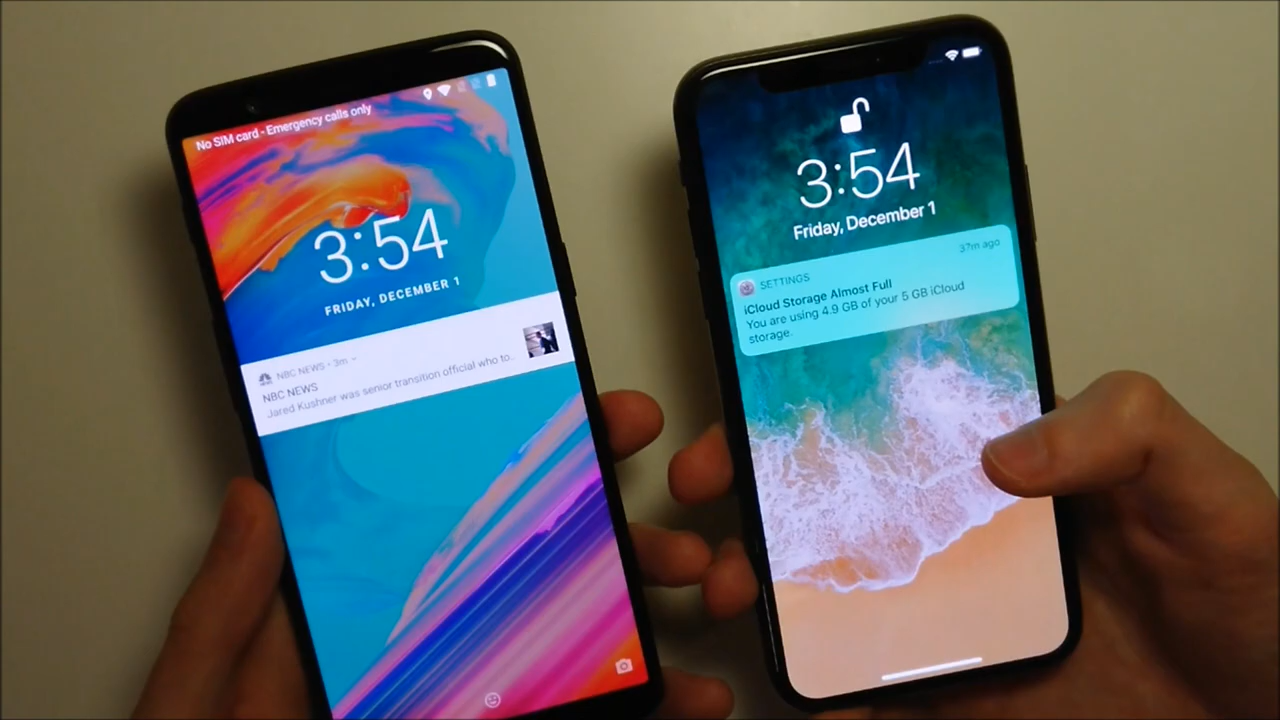 No SIM card - Emergency calls only
3:54
FRIDAY, DECEMBER 1
NBC NEWS • 3m
NBC NEWS
Jared Kushner was senior transition official who to..
3:54
Friday, December 1
SETTINGS
37m ago
iCloud Storage Almost Full
You are using 4.9 GB of your 5 GB iCloud
storage.